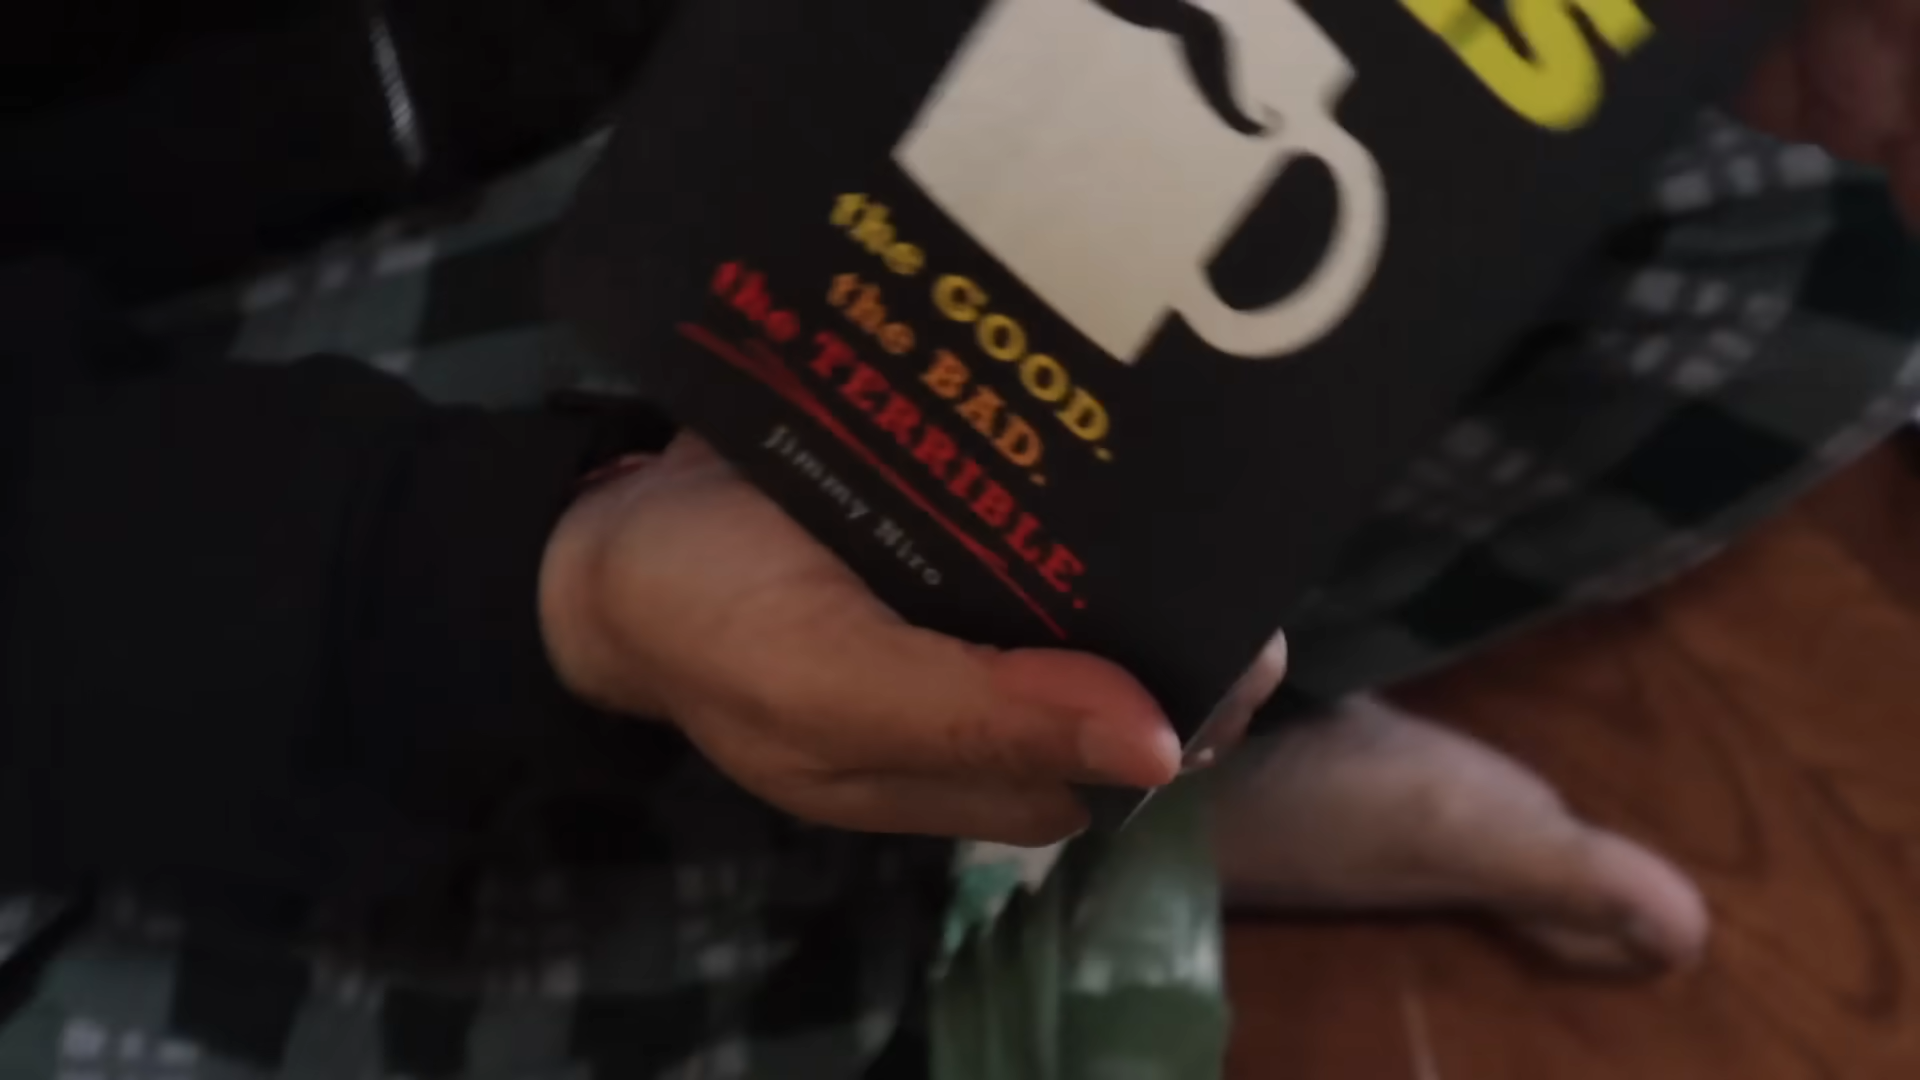 S
the GOOD.
the BAD.
the TERRIBLE.
Jimmy Niro